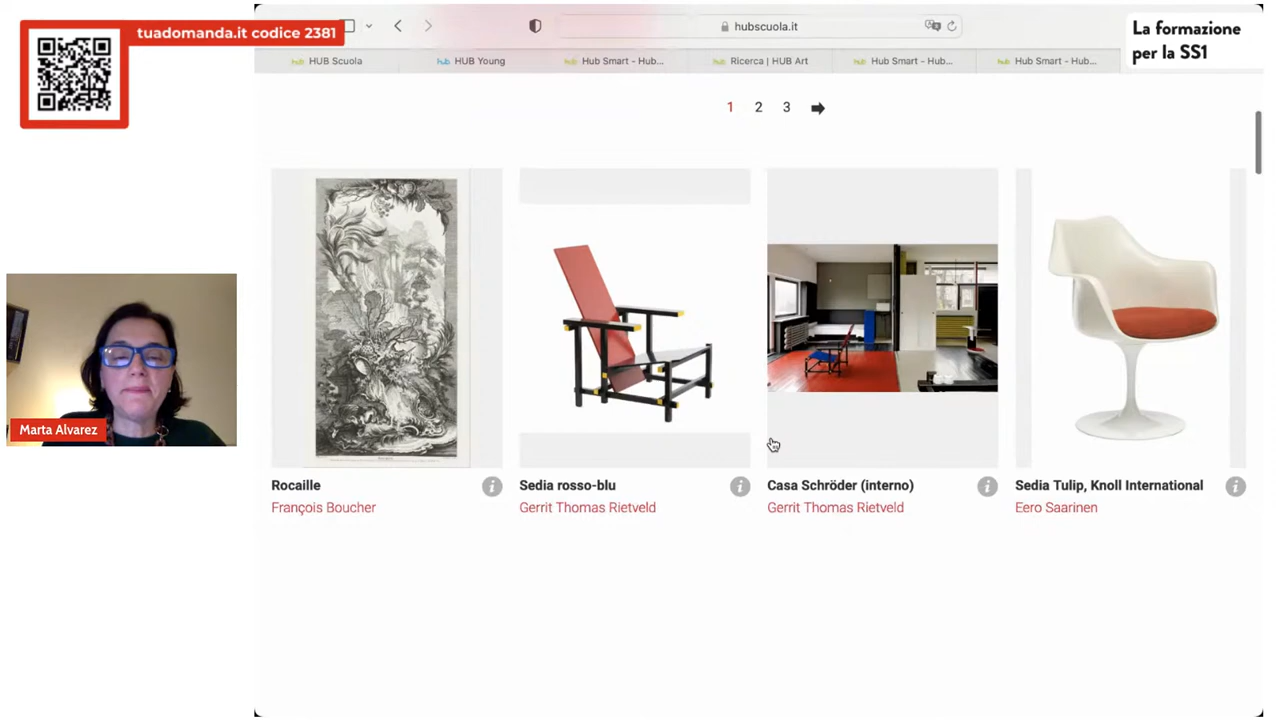 tuadomanda.it codice 2381
hubscuola.it
La formazione
per la SS1
HUB Scuola
HUB Young
Hub Smart - Hub...
Ricerca | HUB Art
Hub Smart - Hub...
Hub Smart - Hub...
1 2 3
Marta Alvarez
Rocaille
François Boucher
Sedia rosso-blu
Gerrit Thomas Rietveld
Casa Schröder (interno)
Gerrit Thomas Rietveld
Sedia Tulip, Knoll International
Eero Saarinen